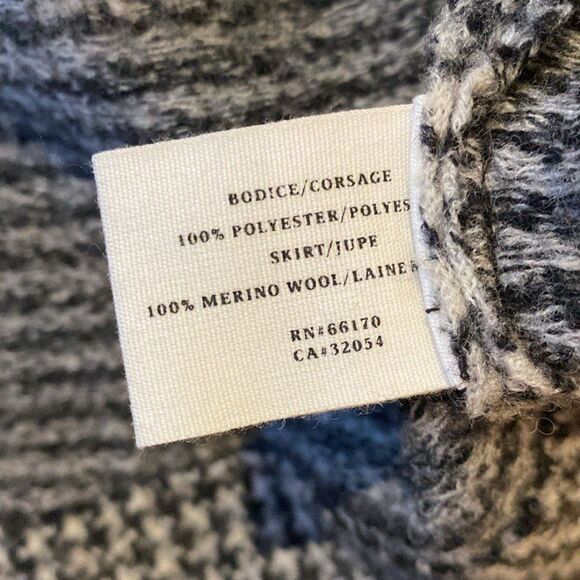 BODICE/CORSAGE
100% POLYESTER/POLYES
SKIRT/JUPE
100% MERINO WOOL/LAINE
RN#66170
CA#32054